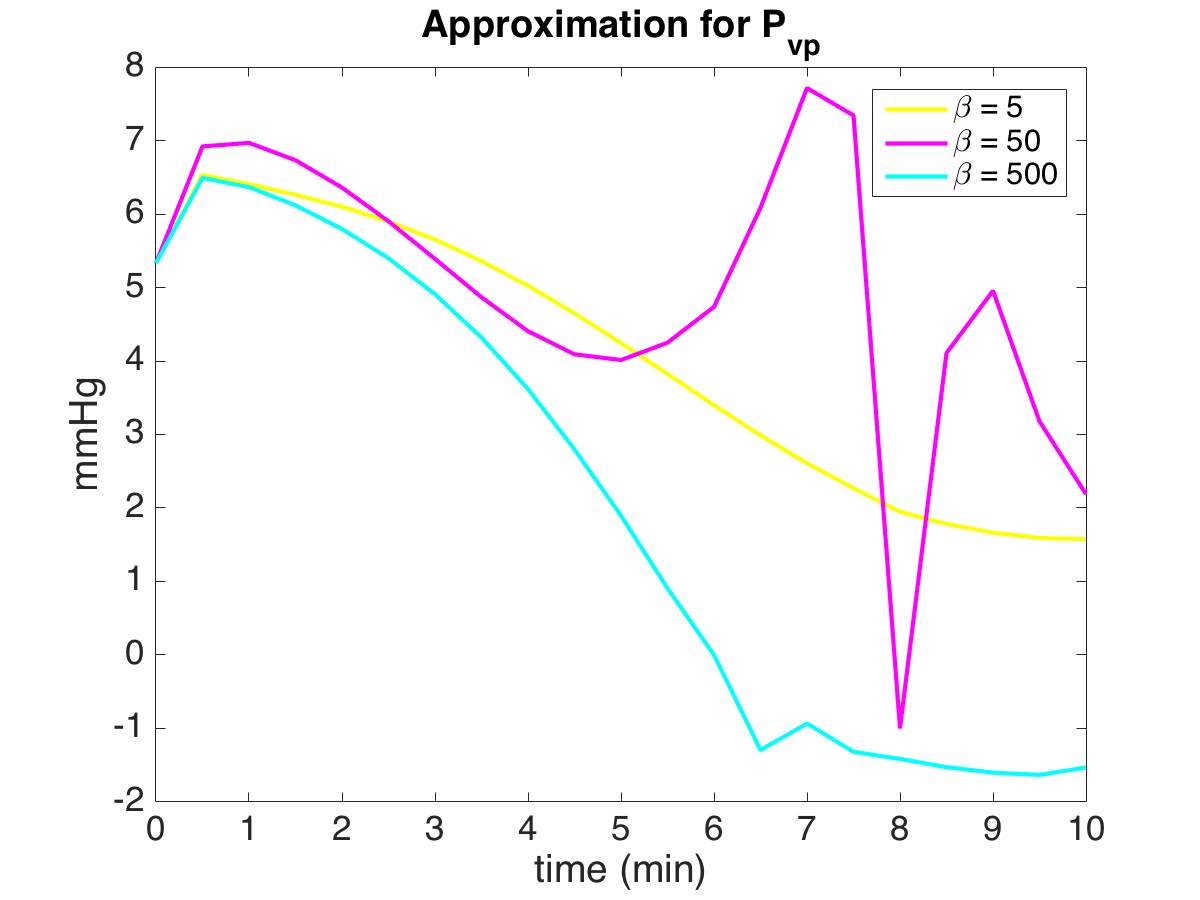 Approximation for P_vp
8
7
6
5
4
3
2
1
0
-1
-2
mmHg
β = 5
β = 50
β = 500
0 1 2 3 4 5 6 7 8 9 10
time (min)